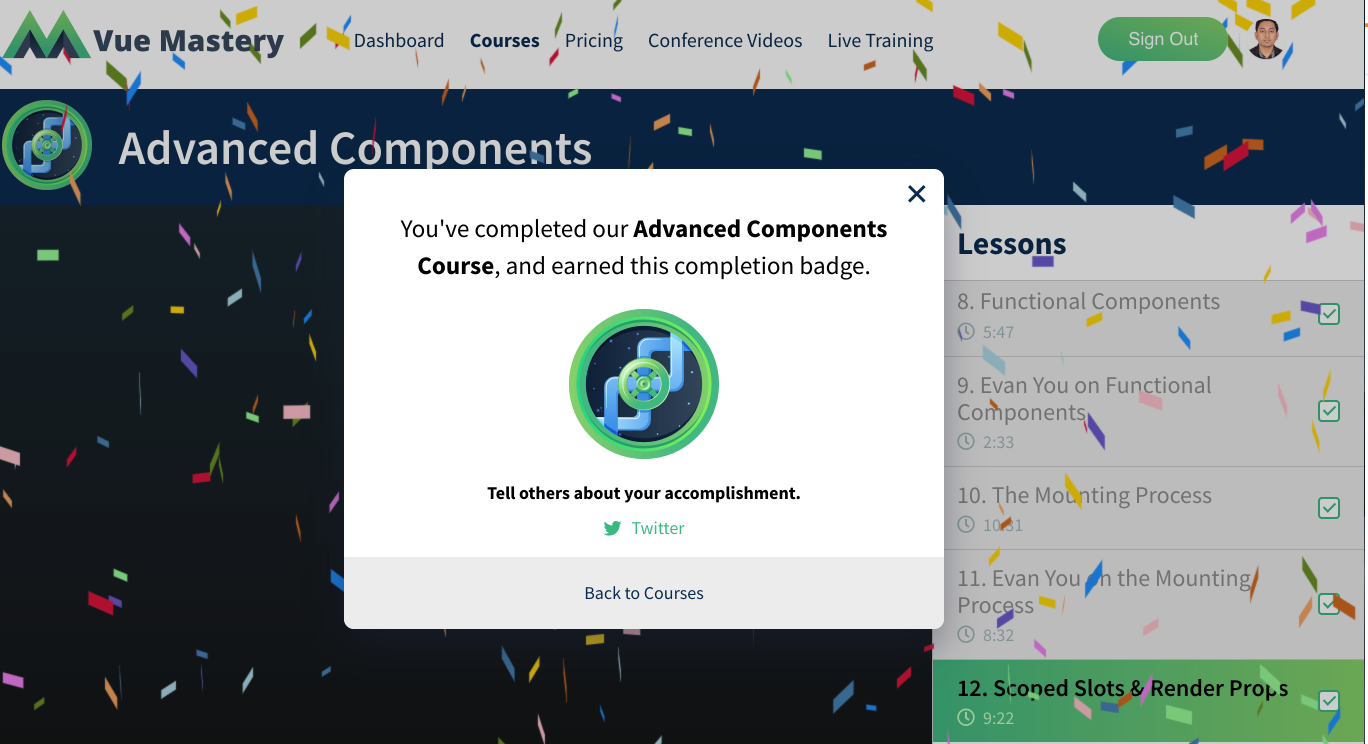 Vue Mastery
Dashboard
Courses
Pricing
Conference Videos
Live Training
Sign Out
Advanced Components
You've completed our Advanced Components
Course, and earned this completion badge.
Tell others about your accomplishment.
Twitter
Back to Courses
Lessons
8. Functional Components
5:47
9. Evan You on Functional
Components
2:33
10. The Mounting Process
10:31
11. Evan You on the Mounting
Process
8:32
12. Scoped Slots & Render Props
9:22